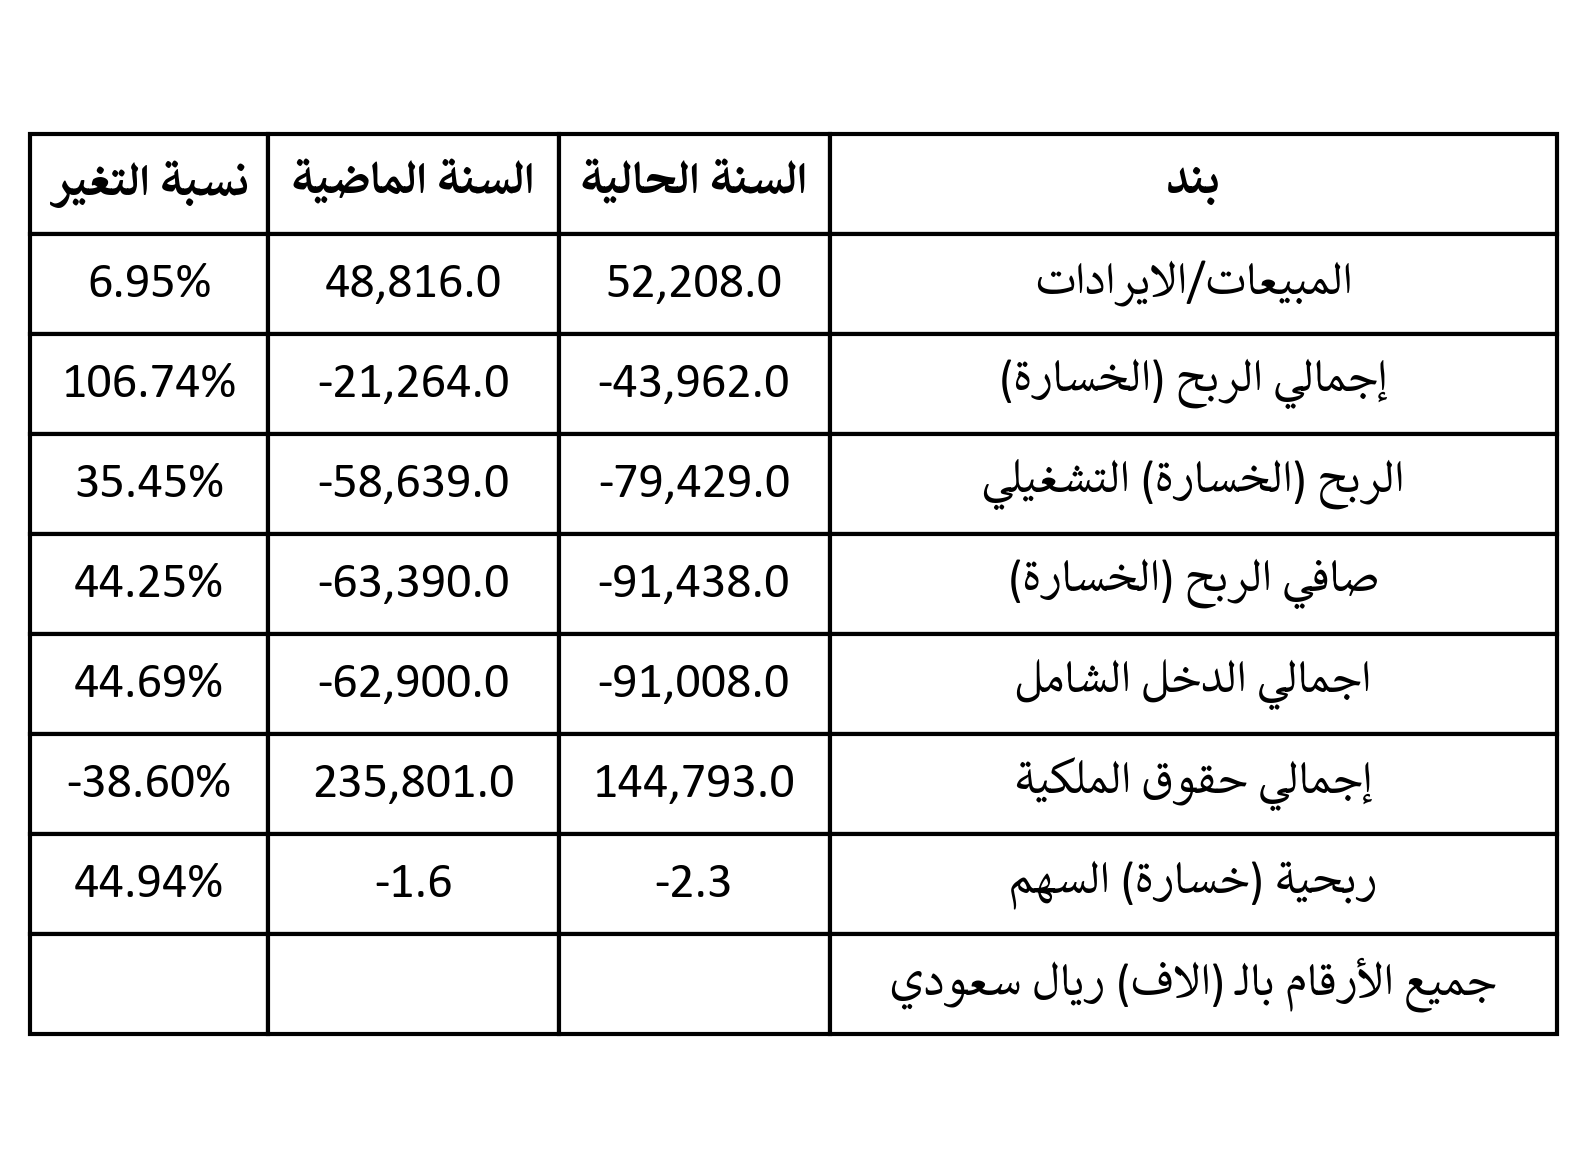 بند السنة الحالية السنة الماضية نسبة التغير
المبيعات/الايرادات 52,208.0 48,816.0 6.95%
إجمالي الربح (الخسارة) -43,962.0 -21,264.0 106.74%
الربح (الخسارة) التشغيلي -79,429.0 -58,639.0 35.45%
صافي الربح (الخسارة) -91,438.0 -63,390.0 44.25%
اجمالي الدخل الشامل -91,008.0 -62,900.0 44.69%
إجمالي حقوق الملكية 144,793.0 235,801.0 -38.60%
ربحية (خسارة) السهم -2.3 -1.6 44.94%
جميع الأرقام بالـ (الاف) ريال سعودي